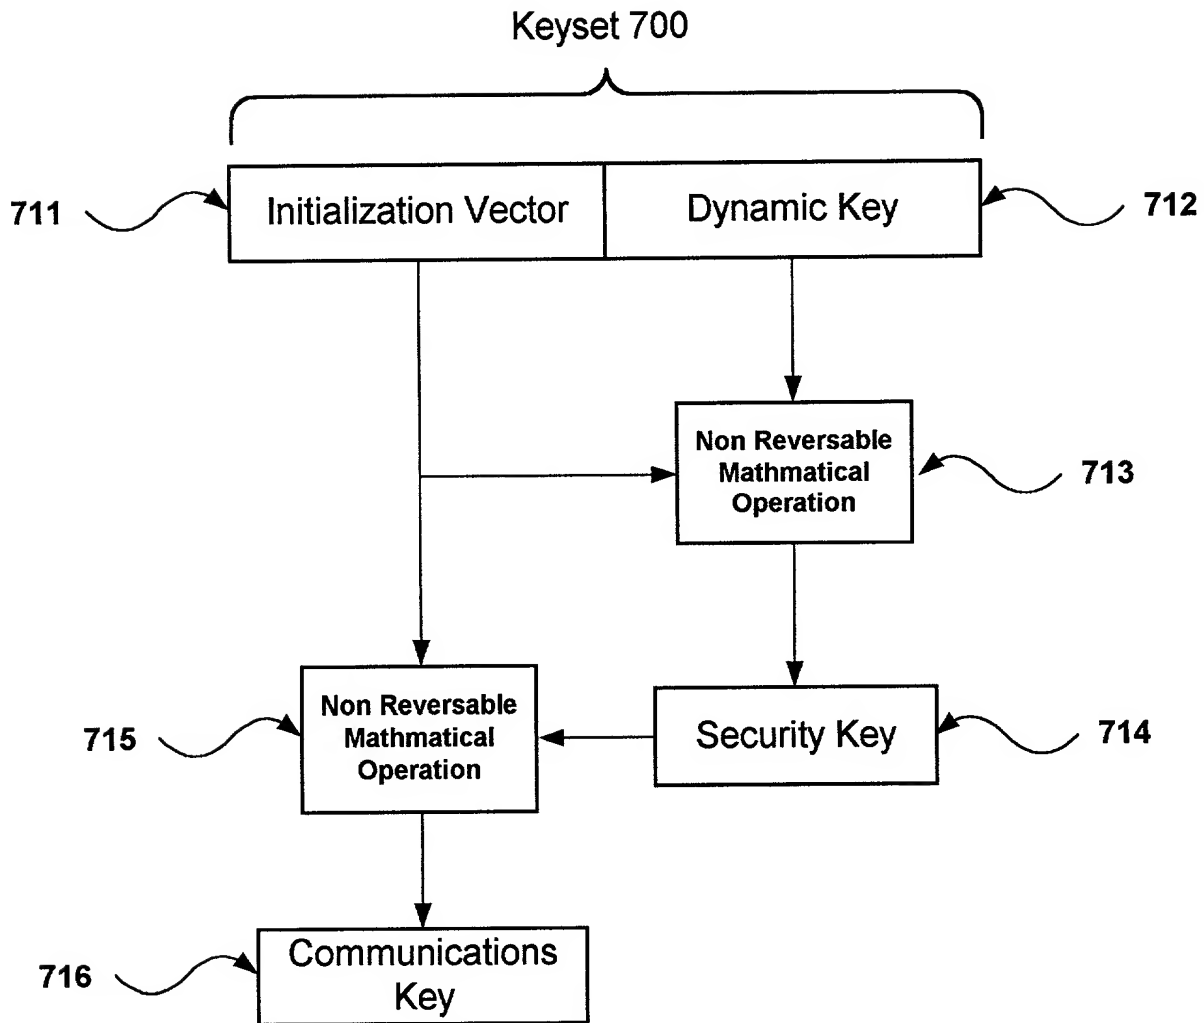 Keyset 700
711
Initialization Vector
Dynamic Key
712
Non Reversable
Mathmatical
Operation
713
Non Reversable
Mathmatical
Operation
715
Security Key
714
Communications
Key
716